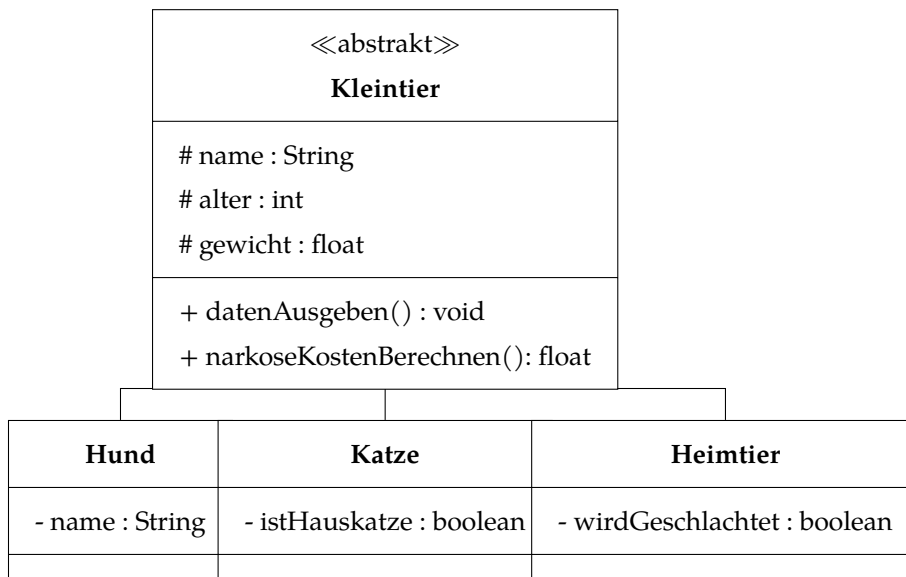 ≪abstrakt≫
Kleintier
# name : String
# alter : int
# gewicht : float
+ datenAusgeben() : void
+ narkoseKostenBerechnen(): float
Hund
Katze
Heimtier
- name : String
- istHauskatze : boolean
- wirdGeschlachtet : boolean